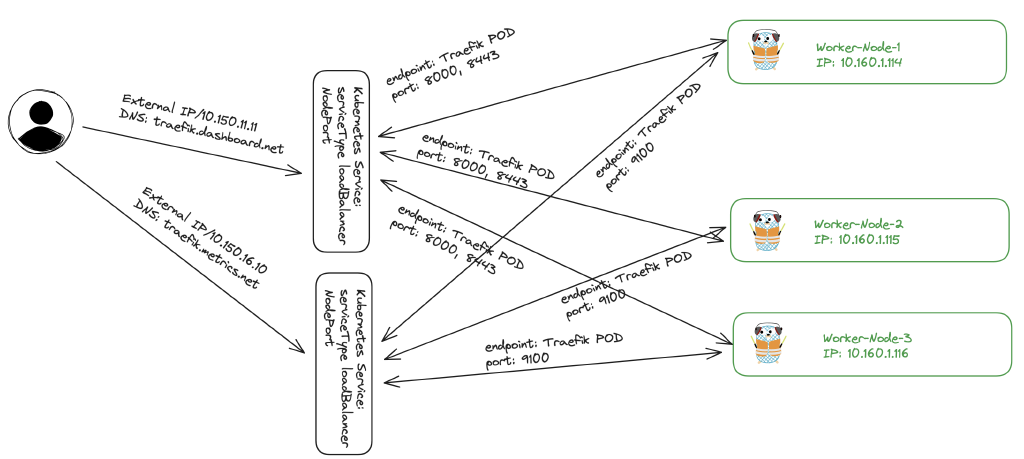 External IP/10.150.11.11
DNS: traefik.dashboard.net
External IP/10.150.16.10
DNS: traefik.metrics.net
Kubernetes Service:
serviceType loadBalancer
NodePort
Kubernetes Service:
serviceType loadBalancer
NodePort
endpoint: Traefik POD
port: 8000, 8443
endpoint: Traefik POD
port: 8000, 8443
endpoint: Traefik POD
port: 8000, 8443
endpoint: Traefik POD
port: 9100
endpoint: Traefik POD
port: 9100
endpoint: Traefik POD
port: 9100
Worker-Node-1
IP: 10.160.1.114
Worker-Node-2
IP: 10.160.1.115
Worker-Node-3
IP: 10.160.1.116